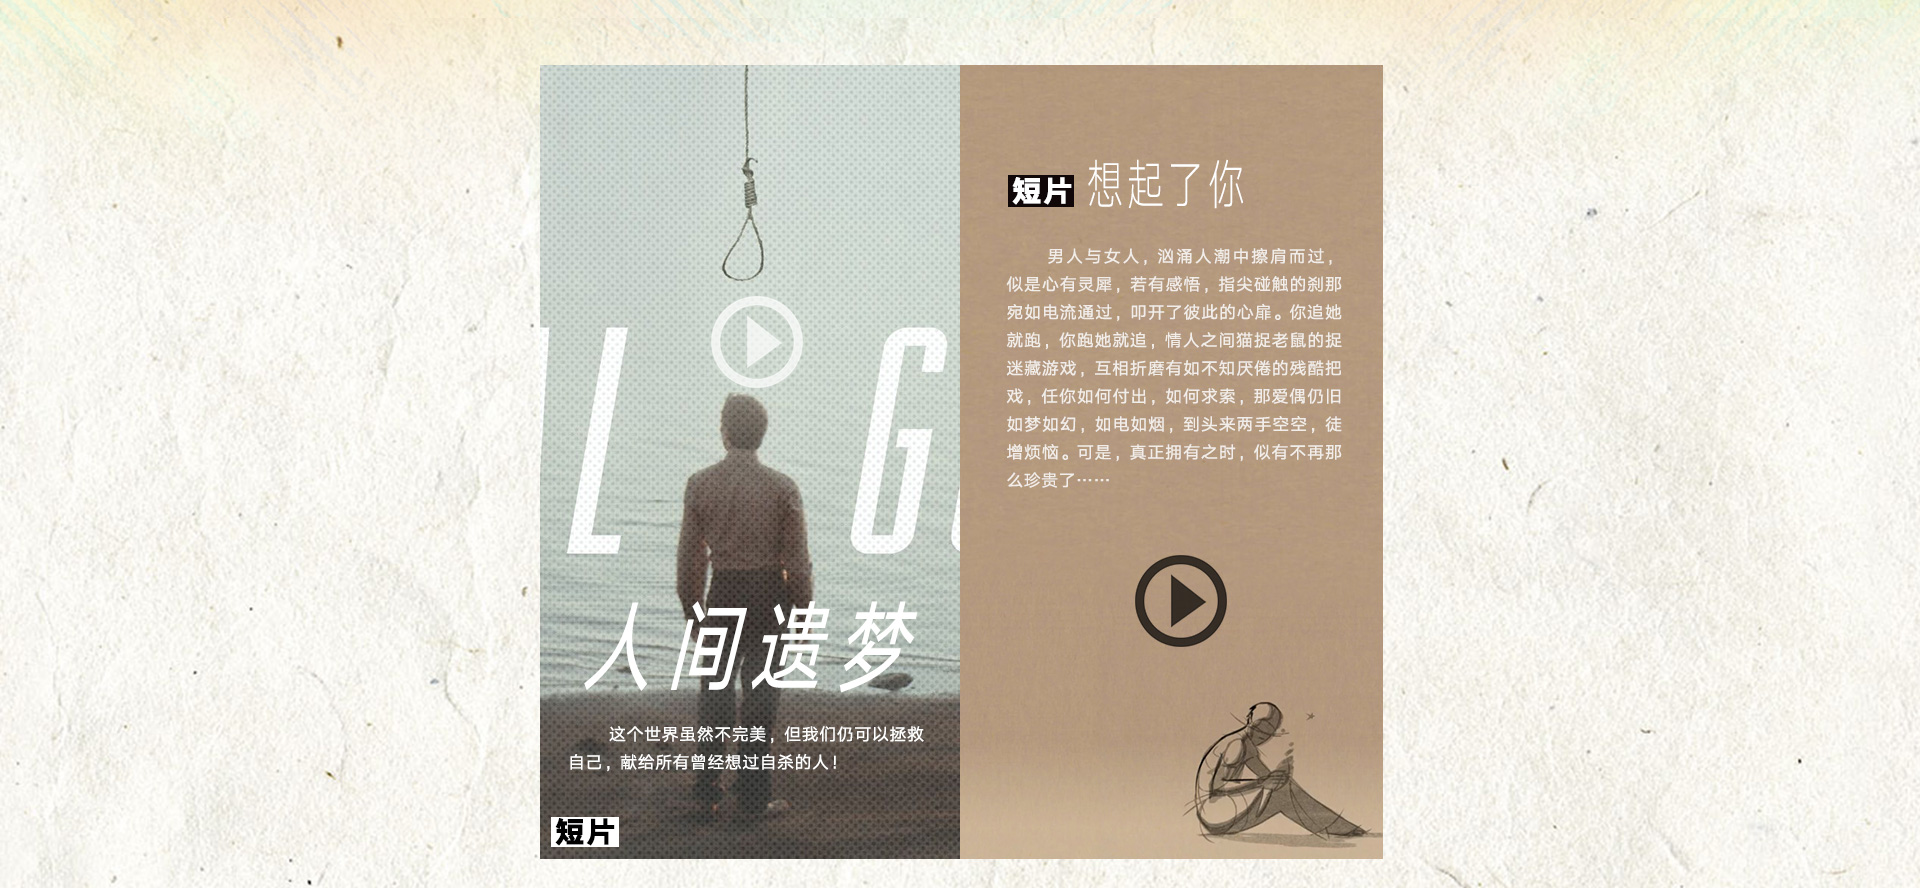 L G
人间遗梦
这个世界虽然不完美，但我们仍可以拯救
自己，献给所有曾经想过自杀的人！
短片
短片 想起了你
男人与女人，汹涌人潮中擦肩而过，
似是心有灵犀，若有感悟，指尖碰触的刹那
宛如电流通过，叩开了彼此的心扉。你追她
就跑，你跑她就追，情人之间猫捉老鼠的捉
迷藏游戏，互相折磨有如不知厌倦的残酷把
戏，任你如何付出，如何求索，那爱偶仍旧
如梦如幻，如电如烟，到头来两手空空，徒
增烦恼。可是，真正拥有之时，似有不再那
么珍贵了……